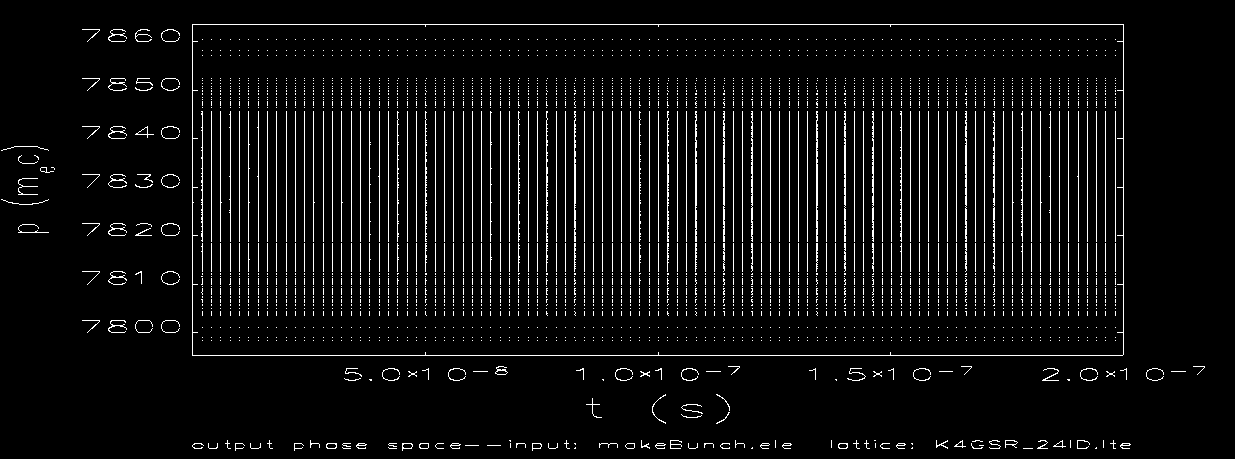 7860
7850
7840
7830
7820
7810
7800
p (mec)
5.0×10⁻⁸ 1.0×10⁻⁷ 1.5×10⁻⁷ 2.0×10⁻⁷
t (s)
output phase space--input: makeBunch.ele lattice: K4GSR_24ID.lte